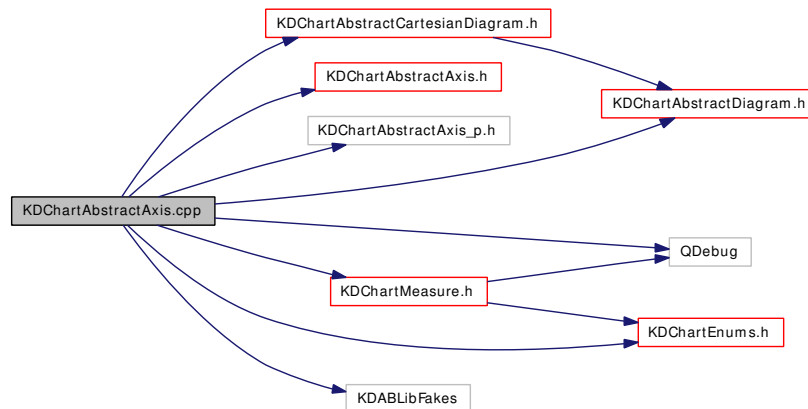 KDChartAbstractCartesianDiagram.h
KDChartAbstractAxis.h
KDChartAbstractDiagram.h
KDChartAbstractAxis_p.h
KDChartAbstractAxis.cpp
QDebug
KDChartMeasure.h
KDChartEnums.h
KDABLibFakes